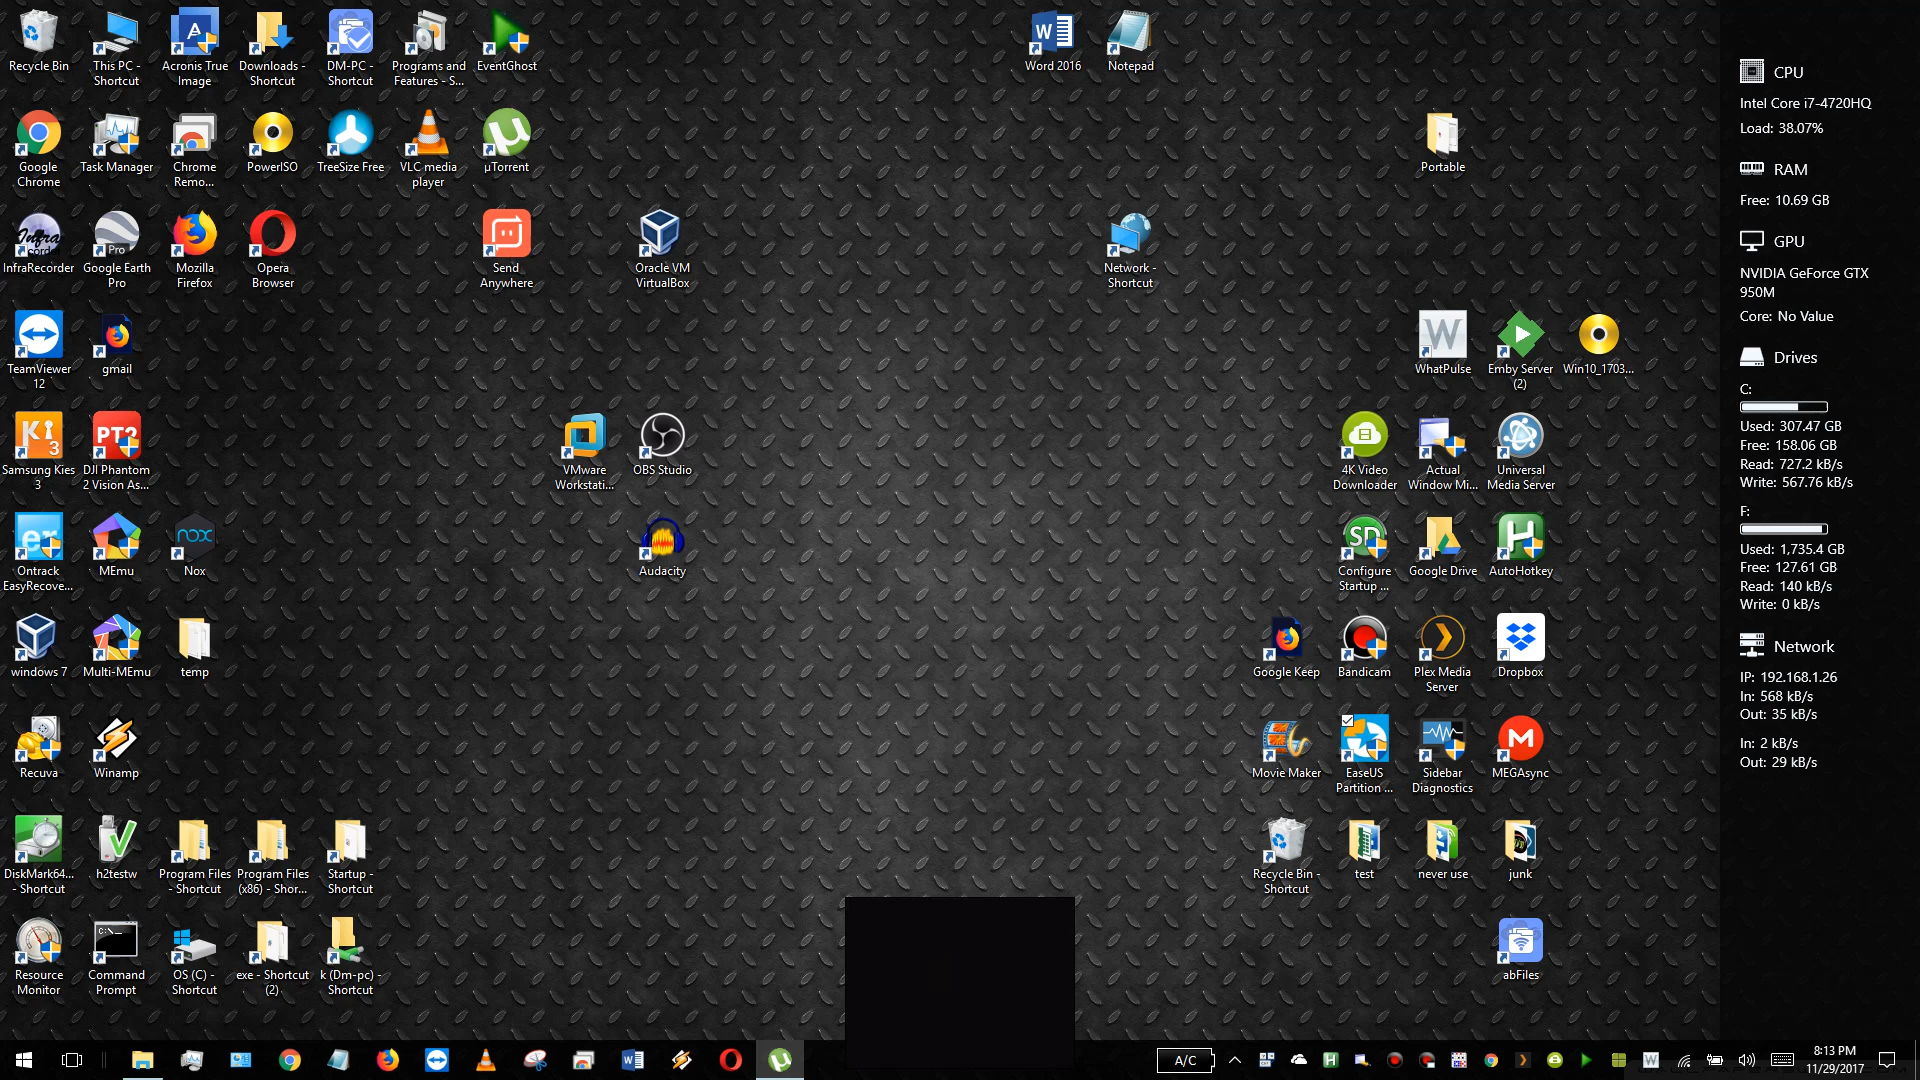 Recycle Bin
This PC -
Shortcut
Acronis True
Image
Downloads -
Shortcut
DM-PC -
Shortcut
Programs and
Features - S...
EventGhost
Word 2016
Notepad
Google
Chrome
Task Manager
Chrome
Remo...
PowerISO
TreeSize Free
VLC media
player
µTorrent
Portable
InfraRecorder
Google Earth
Pro
Mozilla
Firefox
Opera
Browser
Send
Anywhere
Oracle VM
VirtualBox
Network -
Shortcut
TeamViewer
12
gmail
WhatPulse
Emby Server
(2)
Win10_1703...
Samsung Kies
3
DJI Phantom
2 Vision As...
VMware
Workstati...
OBS Studio
4K Video
Downloader
Actual
Window Mi...
Universal
Media Server
Ontrack
EasyRecove...
MEmu
Nox
Audacity
Configure
Startup ...
Google Drive
AutoHotkey
windows 7
Multi-MEmu
temp
Google Keep
Bandicam
Plex Media
Server
Dropbox
Recuva
Winamp
Movie Maker
EaseUS
Partition ...
Sidebar
Diagnostics
MEGAsync
DiskMark64...
- Shortcut
h2testw
Program Files
- Shortcut
Program Files
(x86) - Shor...
Startup -
Shortcut
Recycle Bin -
Shortcut
test
never use
junk
Resource
Monitor
Command
Prompt
OS (C) -
Shortcut
exe - Shortcut
(2)
k (Dm-pc) -
Shortcut
abFiles
CPU
Intel Core i7-4720HQ
Load: 38.07%
RAM
Free: 10.69 GB
GPU
NVIDIA GeForce GTX
950M
Core: No Value
Drives
C:
Used: 307.47 GB
Free: 158.06 GB
Read: 727.2 kB/s
Write: 567.76 kB/s
F:
Used: 1,735.4 GB
Free: 127.61 GB
Read: 140 kB/s
Write: 0 kB/s
Network
IP: 192.168.1.26
In: 568 kB/s
Out: 35 kB/s
In: 2 kB/s
Out: 29 kB/s
A/C
8:13 PM
11/29/2017